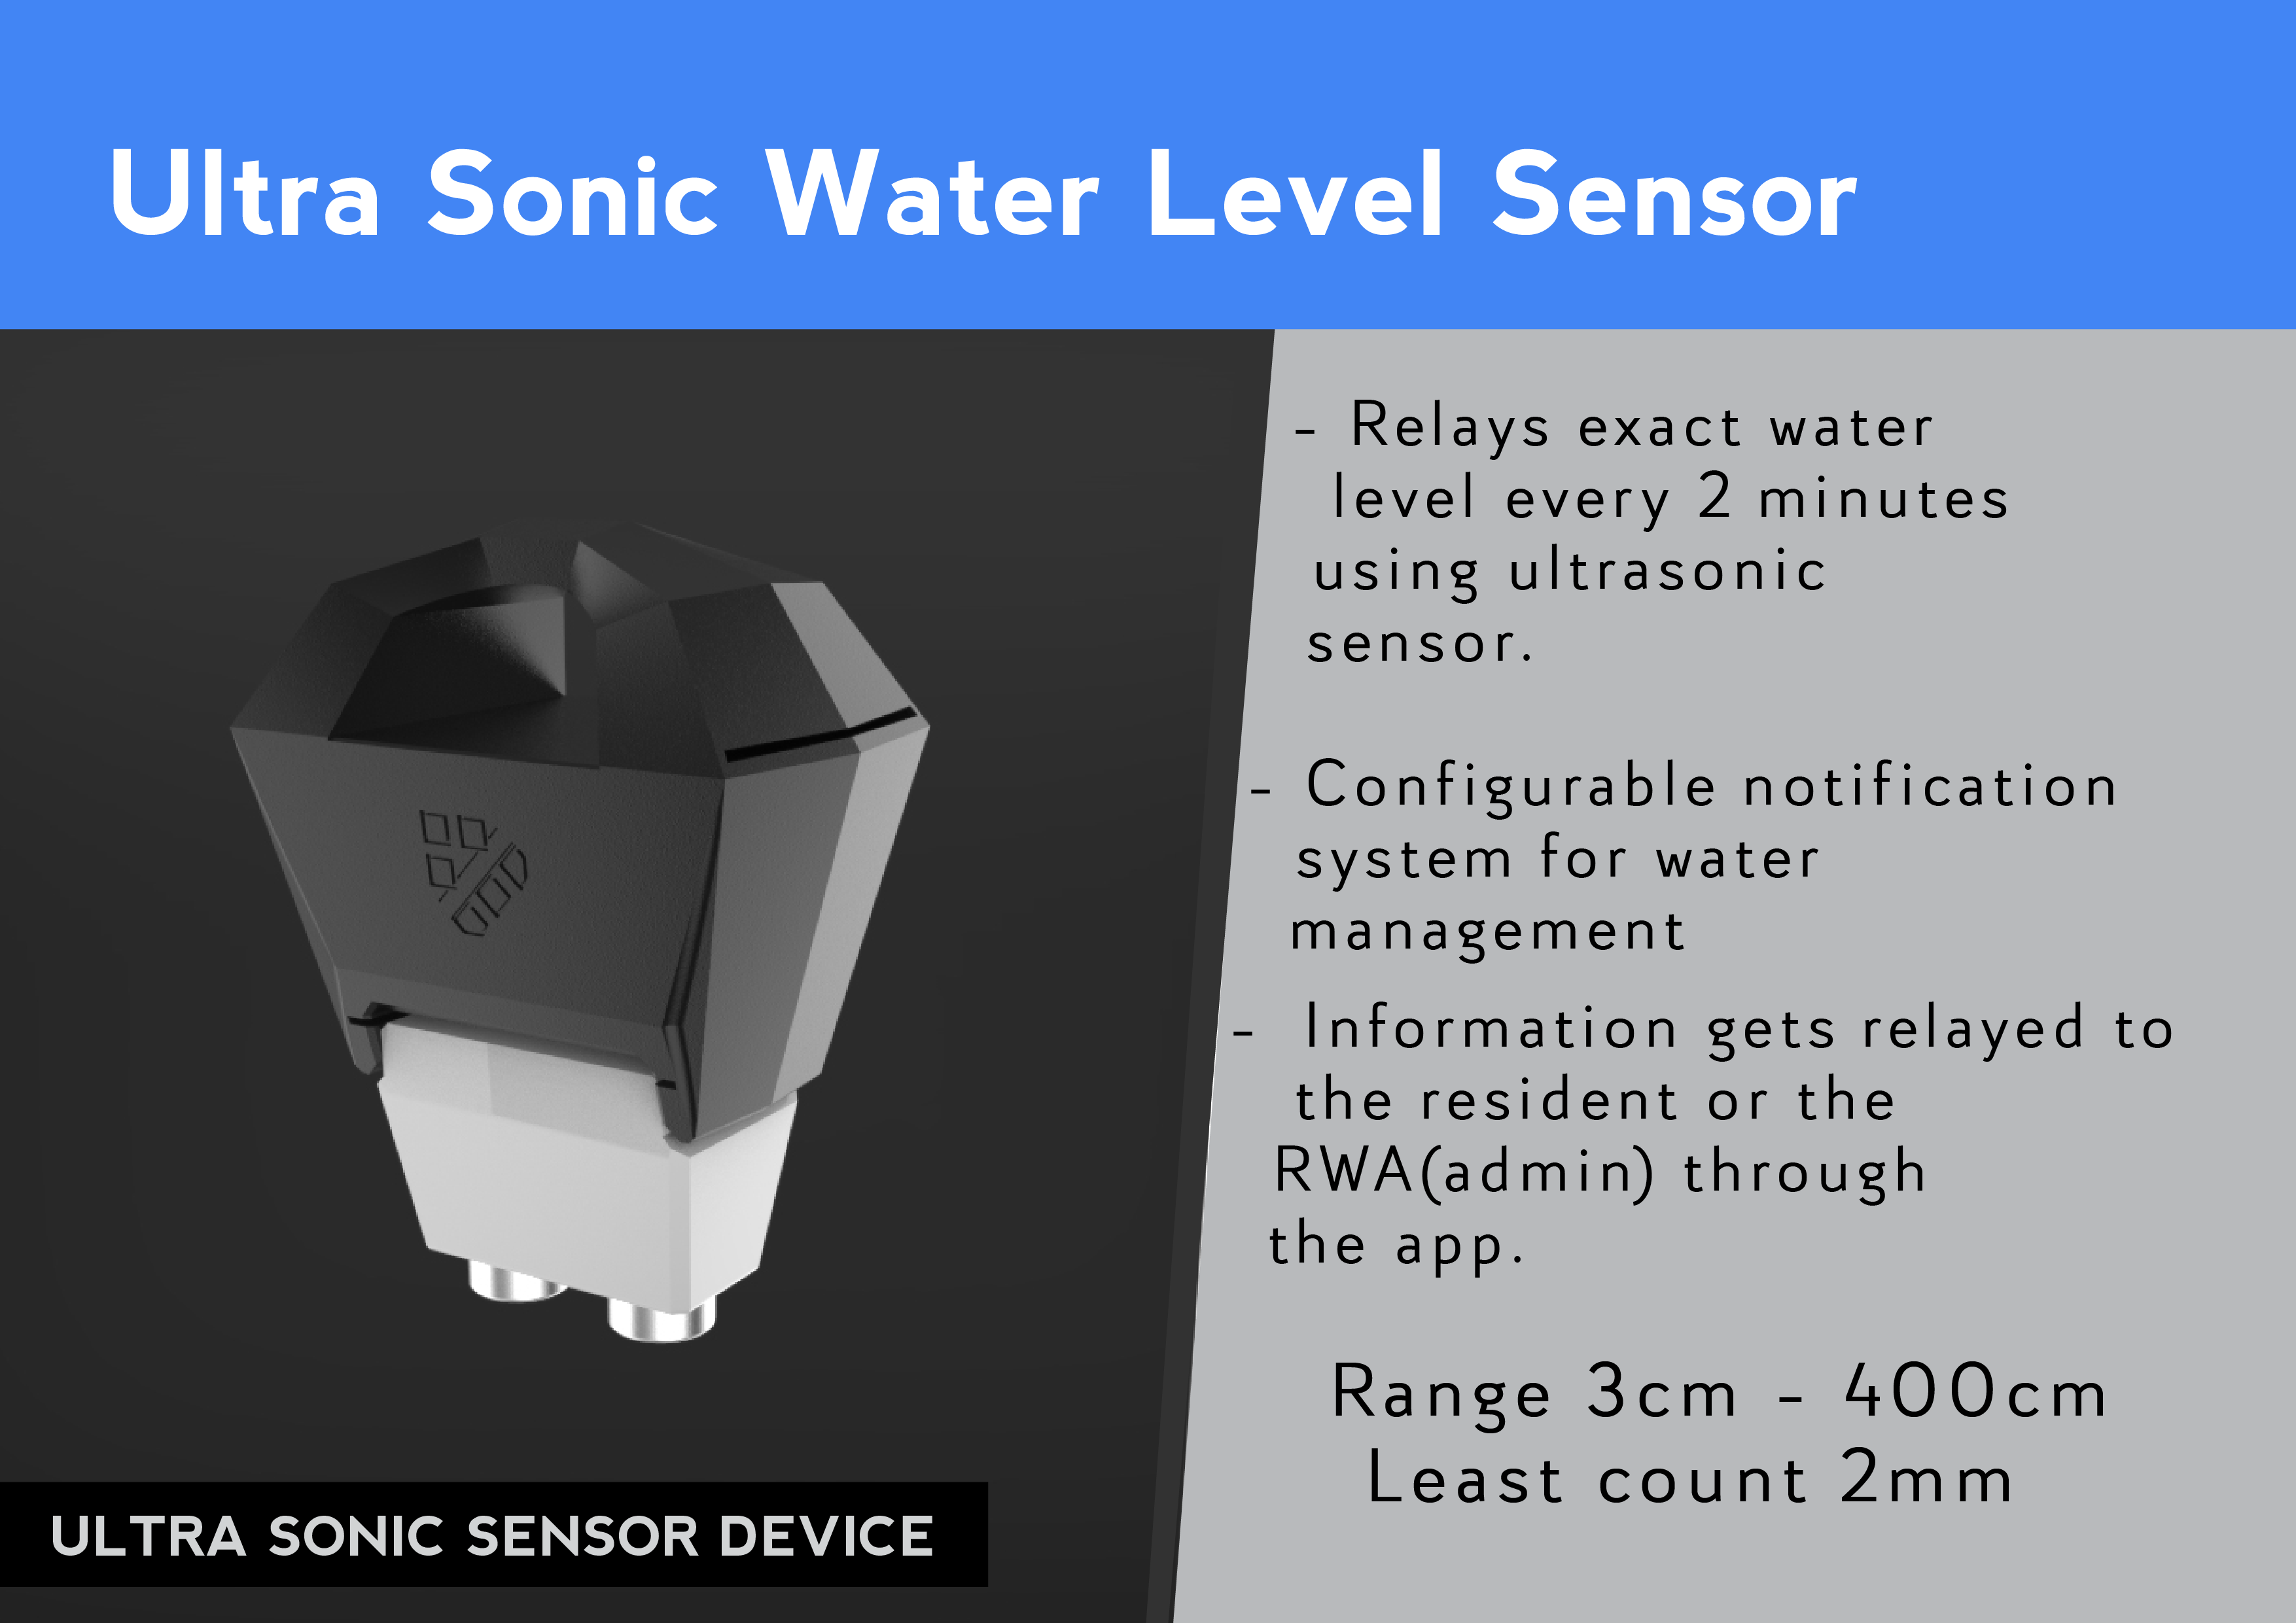 Ultra Sonic Water Level Sensor
- Relays exact water
level every 2 minutes
using ultrasonic
sensor.
- Configurable notification
system for water
management
- Information gets relayed to
the resident or the
RWA(admin) through
the app.
Range 3cm - 400cm
Least count 2mm
ULTRA SONIC SENSOR DEVICE